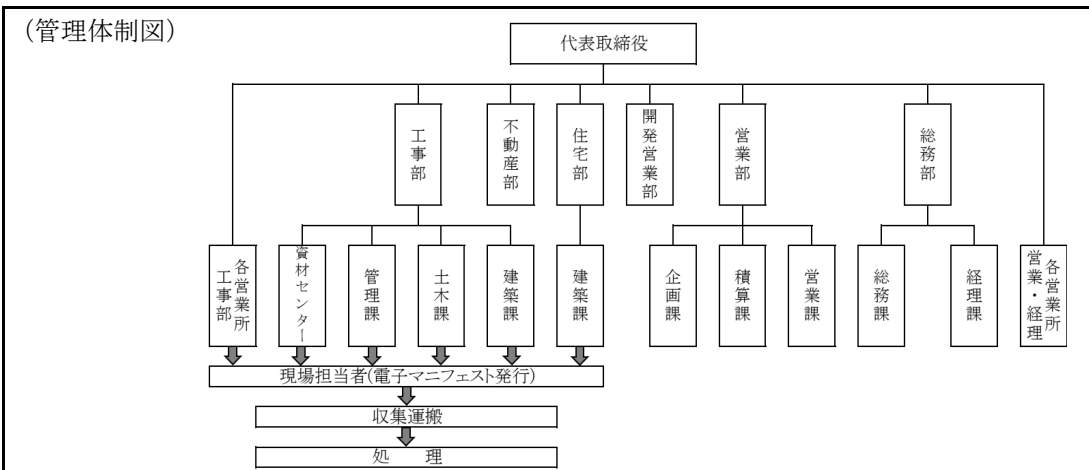 (管理体制図)
代表取締役
工事部
不動産部
住宅部
開発営業部
営業部
総務部
各営業所
工事部
資材センター
管理課
土木課
建築課
建築課
企画課
積算課
営業課
総務課
経理課
各営業所
営業・経理
現場担当者(電子マニフェスト発行)
収集運搬
処　理